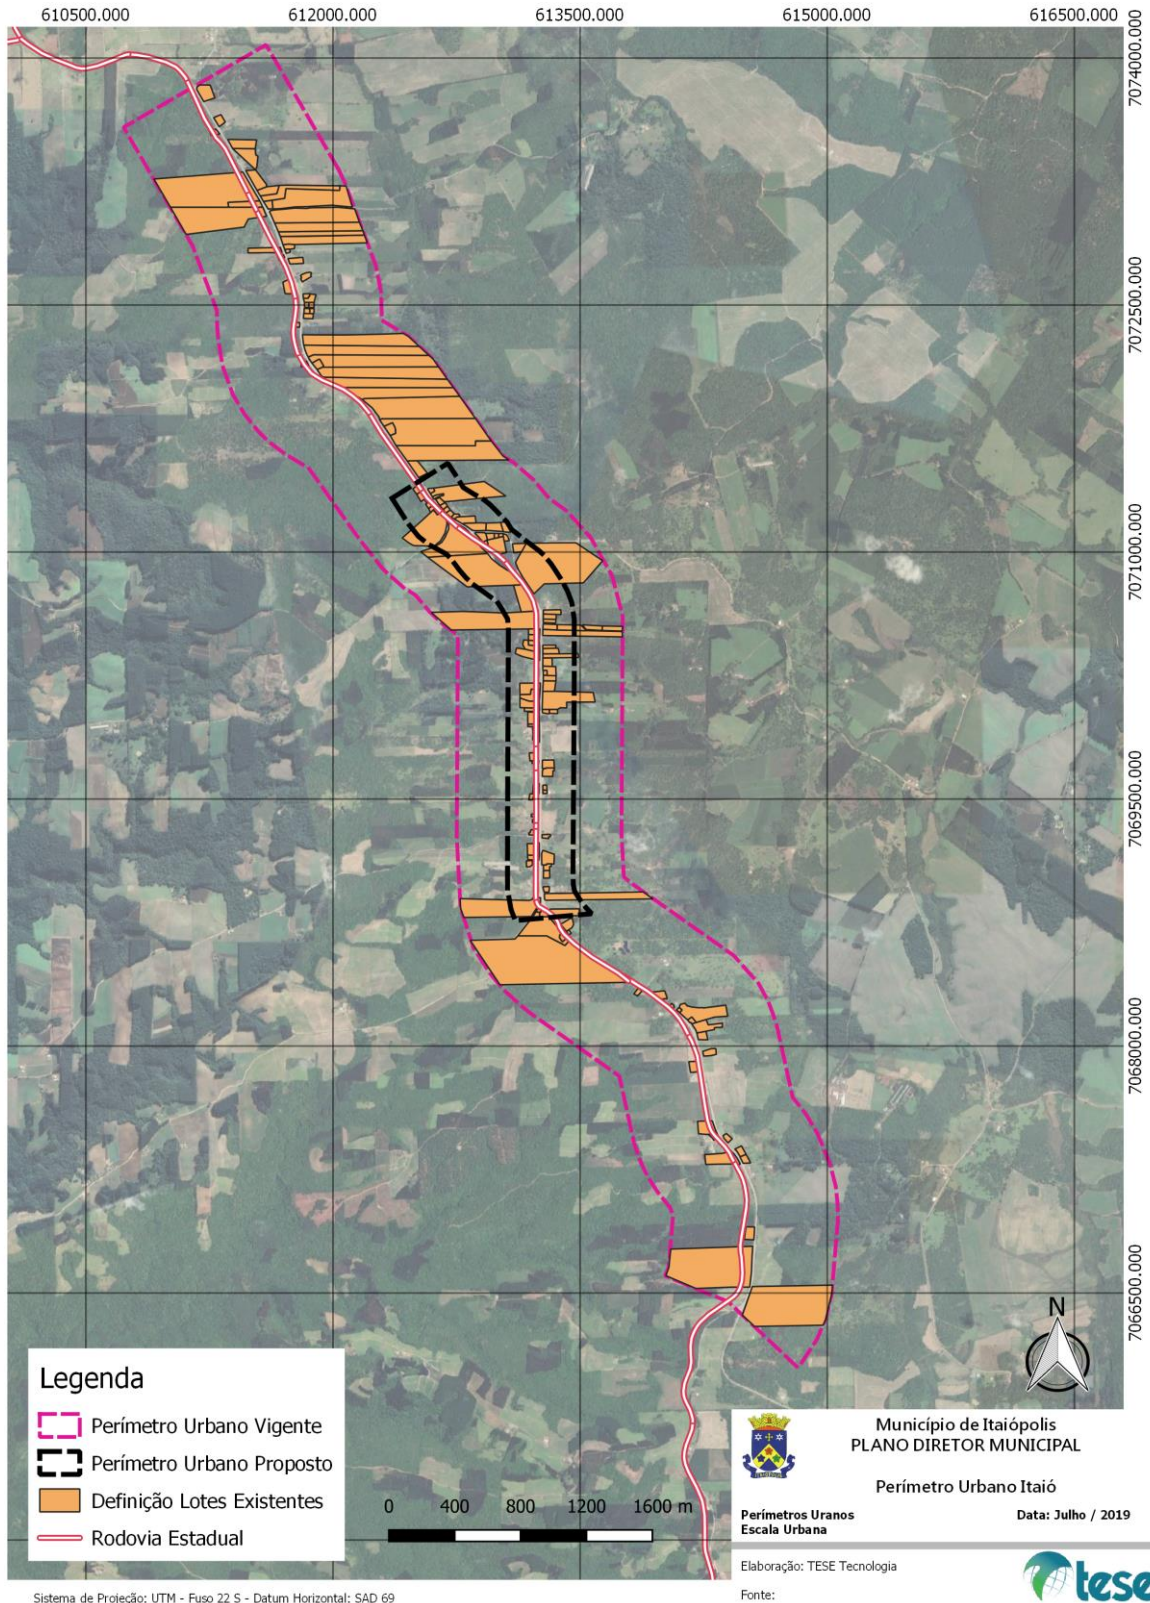 610500.000 612000.000 613500.000 615000.000 616500.000
7074000.000
7072500.000
7071000.000
7069500.000
7068000.000
7066500.000
N
Legenda
Perímetro Urbano Vigente
Perímetro Urbano Proposto
Definição Lotes Existentes
Rodovia Estadual
0 400 800 1200 1600 m
Município de Itaiópolis
PLANO DIRETOR MUNICIPAL
Perímetro Urbano Itaió
Perímetros Uranos
Escala Urbana
Data: Julho / 2019
Elaboração: TESE Tecnologia
Fonte:
tese
Sistema de Projeção: UTM - Fuso 22 S - Datum Horizontal: SAD 69